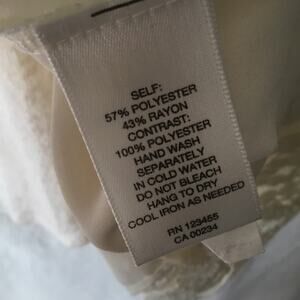 SELF:
57% POLYESTER
43% RAYON
CONTRAST:
100% POLYESTER
HAND WASH
SEPARATELY
IN COLD WATER
DO NOT BLEACH
HANG TO DRY
COOL IRON AS NEEDED
RN 123455
CA 00234